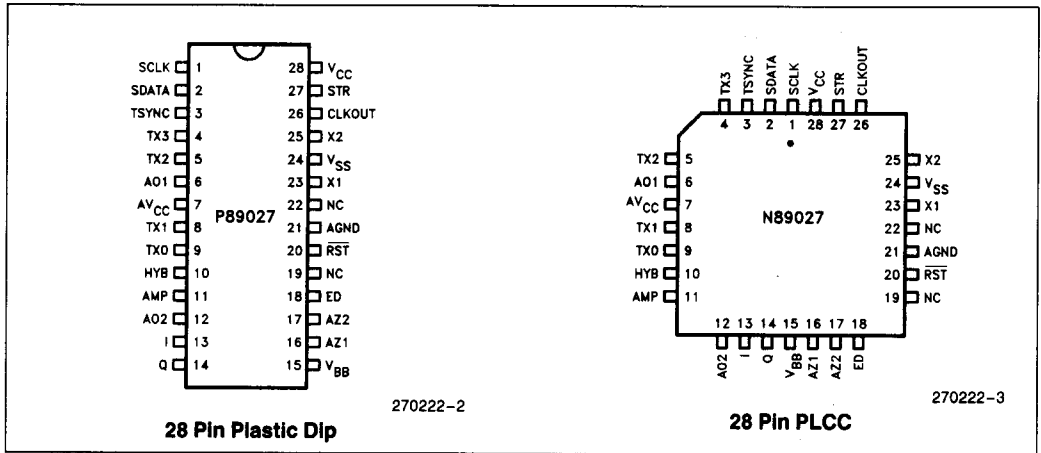 SCLK 1 28 VCC
SDATA 2 27 STR
TSYNC 3 26 CLKOUT
TX3 4 25 X2
TX2 5 24 VSS
AO1 6 23 X1
AVCC 7 P89027 22 NC
TX1 8 21 AGND
TX0 9 20 RST
HYB 10 19 NC
AMP 11 18 ED
AO2 12 17 AZ2
I 13 16 AZ1
Q 14 15 VBB
270222-2
28 Pin Plastic Dip
TX3 TSYNC SDATA SCLK VCC STR CLKOUT
4 3 2 1 28 27 26
TX2 5 25 X2
AO1 6 24 VSS
AVCC 7 23 X1
TX1 8 N89027 22 NC
TX0 9 21 AGND
HYB 10 20 RST
AMP 11 19 NC
12 13 14 15 16 17 18
AO2 I Q VBB AZ1 AZ2 ED
270222-3
28 Pin PLCC